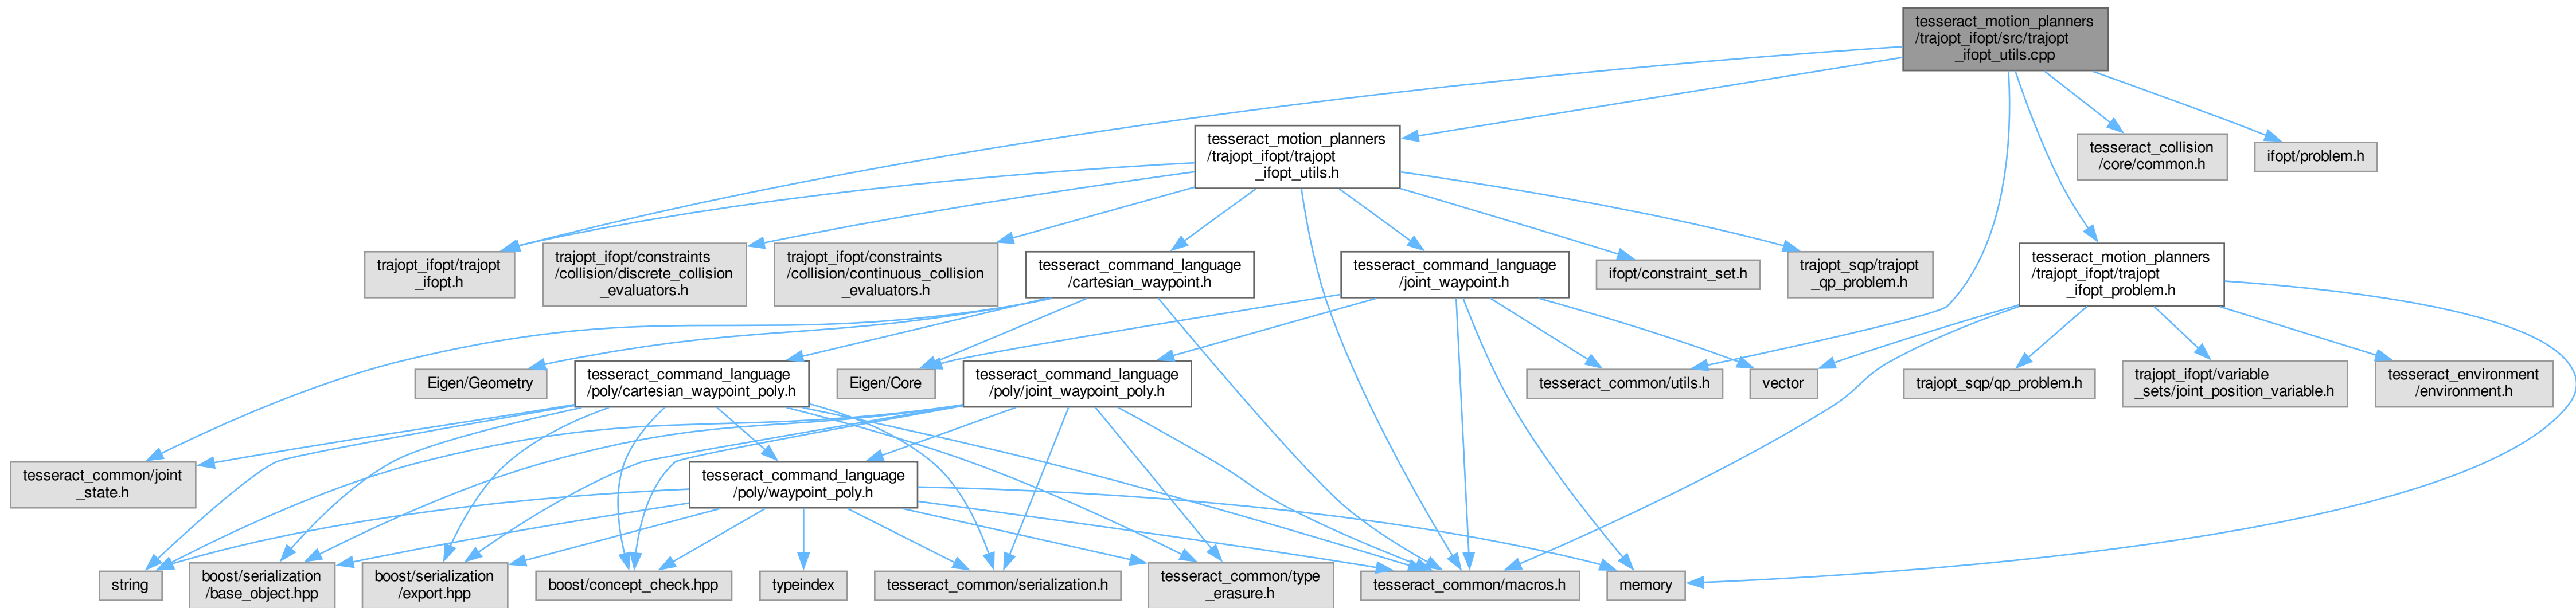 tesseract_motion_planners
/trajopt_ifopt/src/trajopt
_ifopt_utils.cpp
tesseract_motion_planners
/trajopt_ifopt/trajopt
_ifopt_utils.h
tesseract_collision
/core/common.h
ifopt/problem.h
trajopt_ifopt/trajopt
_ifopt.h
trajopt_ifopt/constraints
/collision/discrete_collision
_evaluators.h
trajopt_ifopt/constraints
/collision/continuous_collision
_evaluators.h
tesseract_command_language
/cartesian_waypoint.h
tesseract_command_language
/joint_waypoint.h
ifopt/constraint_set.h
trajopt_sqp/trajopt
_qp_problem.h
tesseract_motion_planners
/trajopt_ifopt/trajopt
_ifopt_problem.h
Eigen/Geometry
tesseract_command_language
/poly/cartesian_waypoint_poly.h
Eigen/Core
tesseract_command_language
/poly/joint_waypoint_poly.h
tesseract_common/utils.h
vector
trajopt_sqp/qp_problem.h
trajopt_ifopt/variable
_sets/joint_position_variable.h
tesseract_environment
/environment.h
tesseract_common/joint
_state.h
tesseract_command_language
/poly/waypoint_poly.h
string
boost/serialization
/base_object.hpp
boost/serialization
/export.hpp
boost/concept_check.hpp
typeindex
tesseract_common/serialization.h
tesseract_common/type
_erasure.h
tesseract_common/macros.h
memory